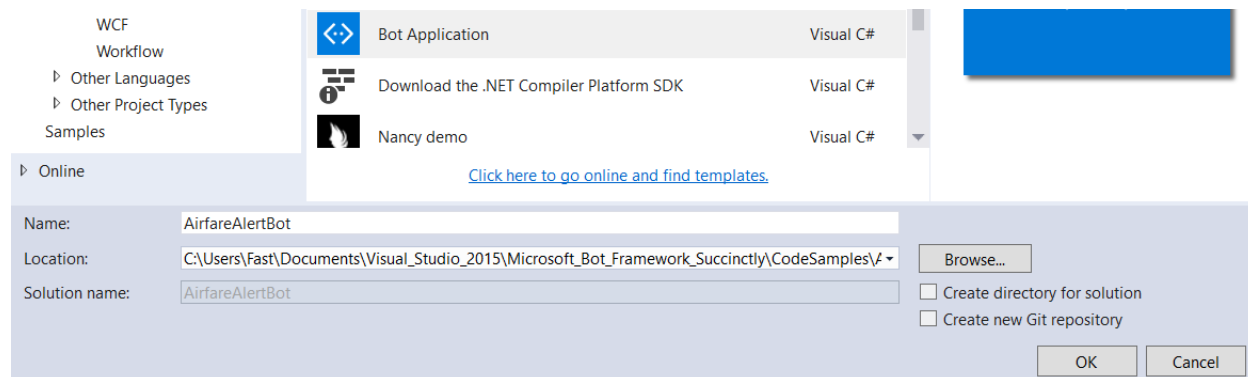 WCF
Workflow
Other Languages
Other Project Types
Samples
Online
Bot Application Visual C#
Download the .NET Compiler Platform SDK Visual C#
Nancy demo Visual C#
Click here to go online and find templates.
Name: AirfareAlertBot
Location: C:\Users\Fast\Documents\Visual_Studio_2015\Microsoft_Bot_Framework_Succinctly\CodeSamples\
Browse...
Solution name: AirfareAlertBot
Create directory for solution
Create new Git repository
OK Cancel